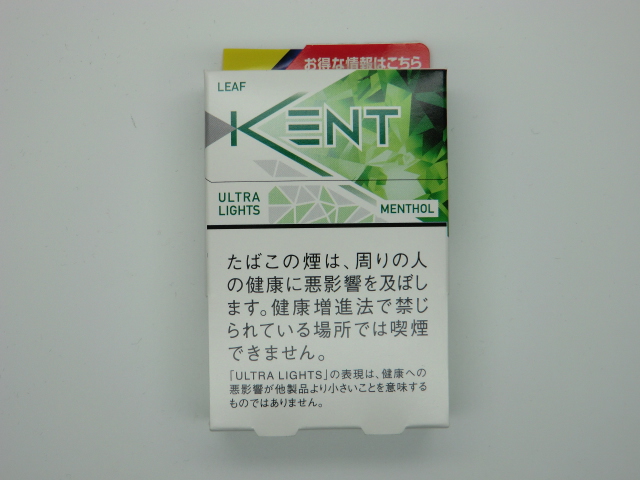 お得な情報はこちら
LEAF
KENT
ULTRA
LIGHTS
MENTHOL
たばこの煙は、周りの人
の健康に悪影響を及ぼし
ます。健康増進法で禁じ
られている場所では喫煙
できません。
「ULTRA LIGHTS」の表現は、健康への
悪影響が他製品より小さいことを意味する
ものではありません。